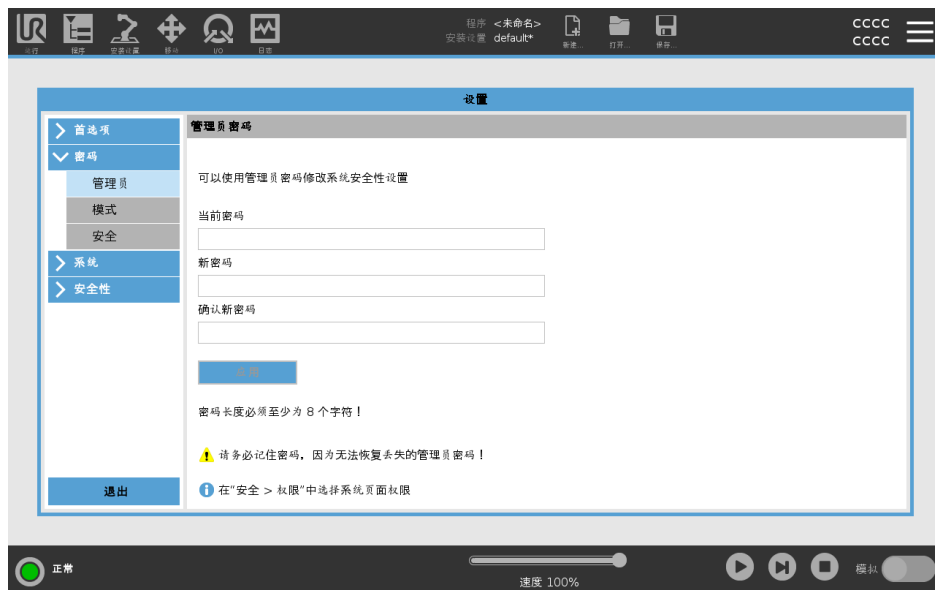 程序 <未命名>
安装设置 default*
CCCC
CCCC
运行 程序 安装设置 移动 I/O 日志 新建... 打开... 保存...
设置
首选项
密码
管理员
模式
安全
系统
安全性
退出
管理员密码
可以使用管理员密码修改系统安全性设置
当前密码
新密码
确认新密码
应用
密码长度必须至少为 8 个字符！
请务必记住密码，因为无法恢复丢失的管理员密码！
在“安全 > 权限”中选择系统页面权限
正常
速度 100%
模拟